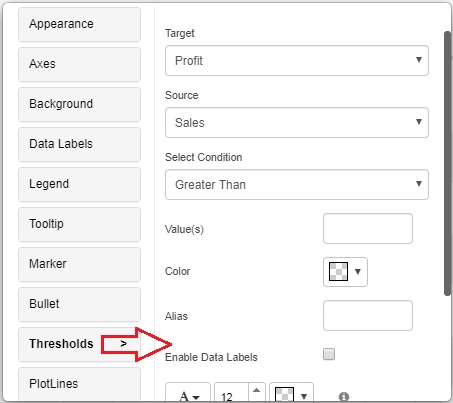 Appearance
Axes
Background
Data Labels
Legend
Tooltip
Marker
Bullet
Thresholds >
PlotLines
Target
Profit
Source
Sales
Select Condition
Greater Than
Value(s)
Color
Alias
Enable Data Labels
A 12